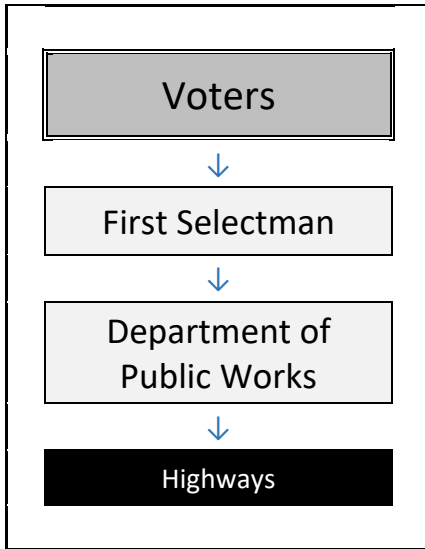 Voters
First Selectman
Department of
Public Works
Highways